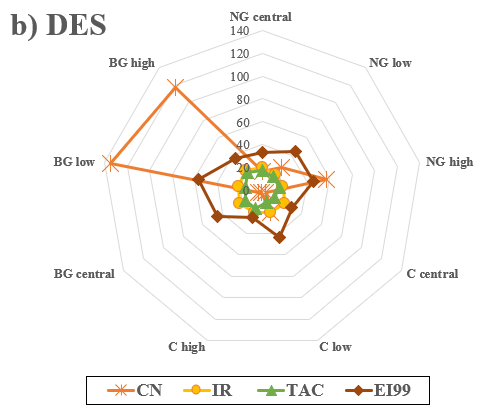 b) DES
NG central
140
120
100
80
60
40
20
0
NG low
NG high
C central
C low
C high
BG central
BG low
BG high
CN IR TAC EI99